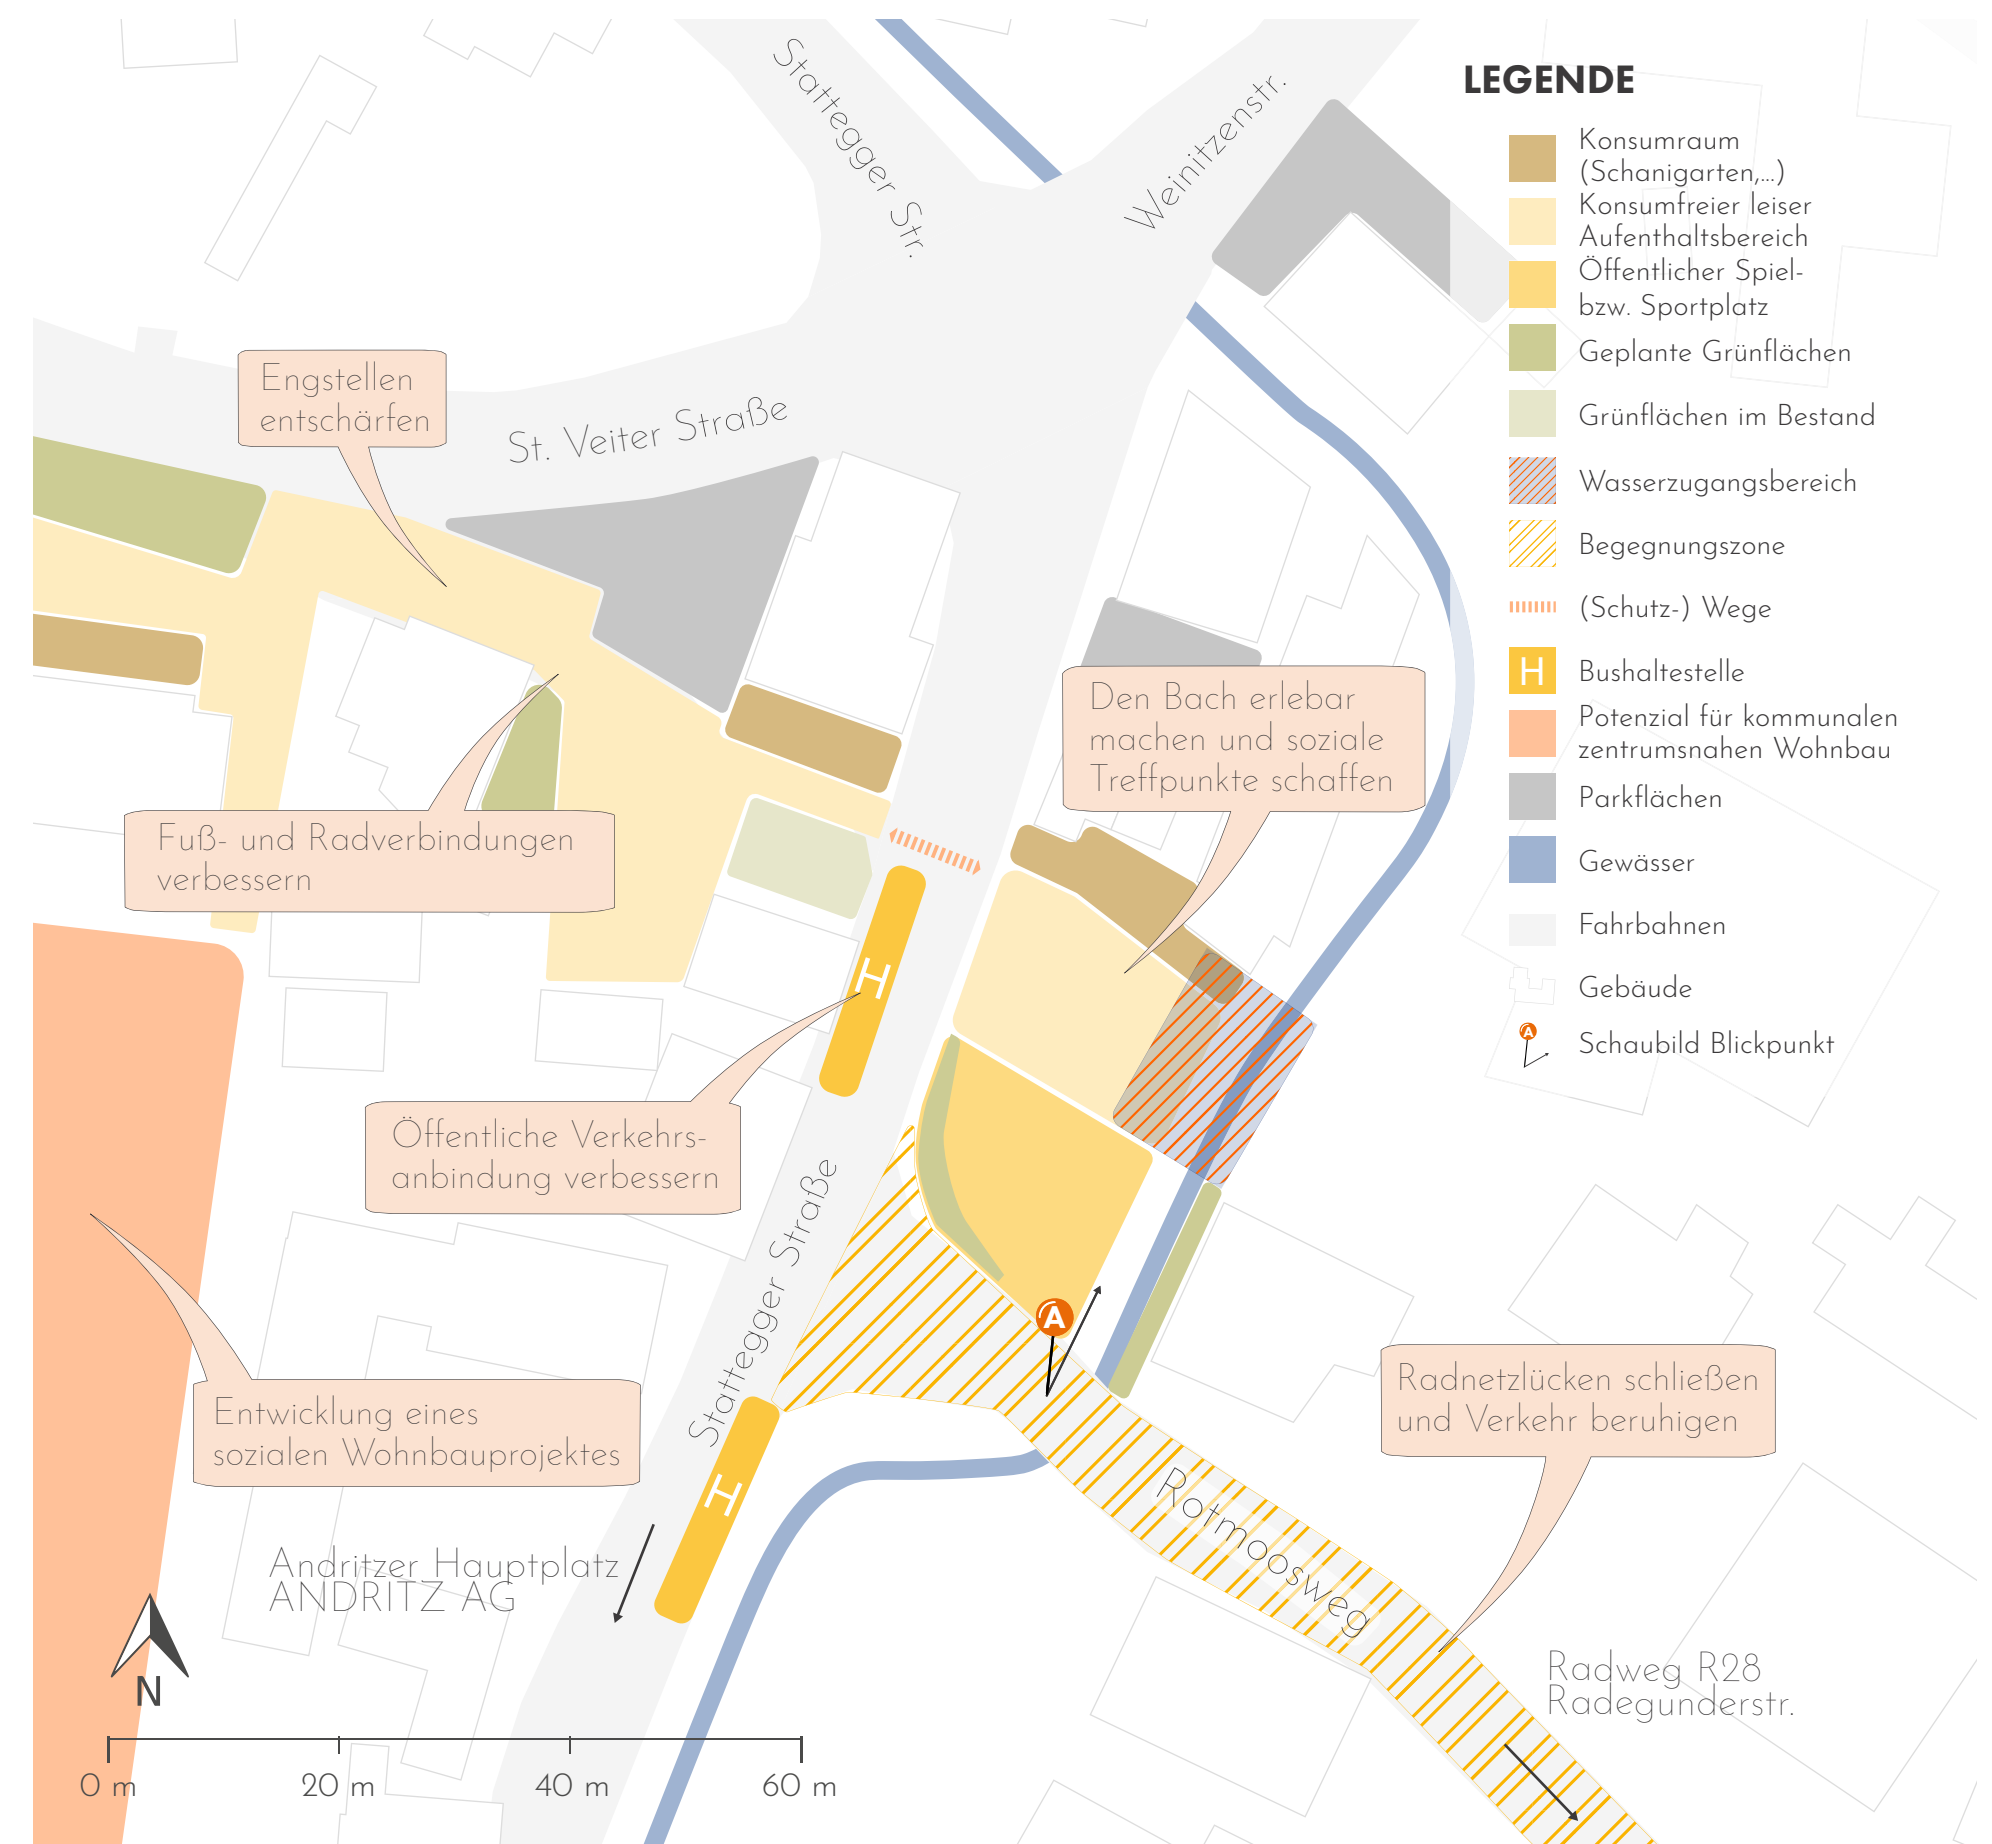 Stattegger Str.
Weinitzenstr.
LEGENDE
Konsumraum
(Schanigarten,...)
Konsumfreier leiser
Aufenthaltsbereich
Öffentlicher Spiel-
bzw. Sportplatz
Geplante Grünflächen
Grünflächen im Bestand
Wasserzugangsbereich
Begegnungszone
(Schutz-) Wege
H
Bushaltestelle
Potenzial für kommunalen
zentrumsnahen Wohnbau
Parkflächen
Gewässer
Fahrbahnen
Gebäude
A
Schaubild Blickpunkt
Engstellen
entschärfen
St. Veiter Straße
Den Bach erlebar
machen und soziale
Treffpunkte schaffen
Fuß- und Radverbindungen
verbessern
H
Öffentliche Verkehrs-
anbindung verbessern
Stattegger Straße
A
Radnetzlücken schließen
und Verkehr beruhigen
Entwicklung eines
sozialen Wohnbauprojektes
H
Rotmoosweg
Andritzer Hauptplatz
ANDRITZ AG
Radweg R28
Radegunderstr.
N
0 m
20 m
40 m
60 m